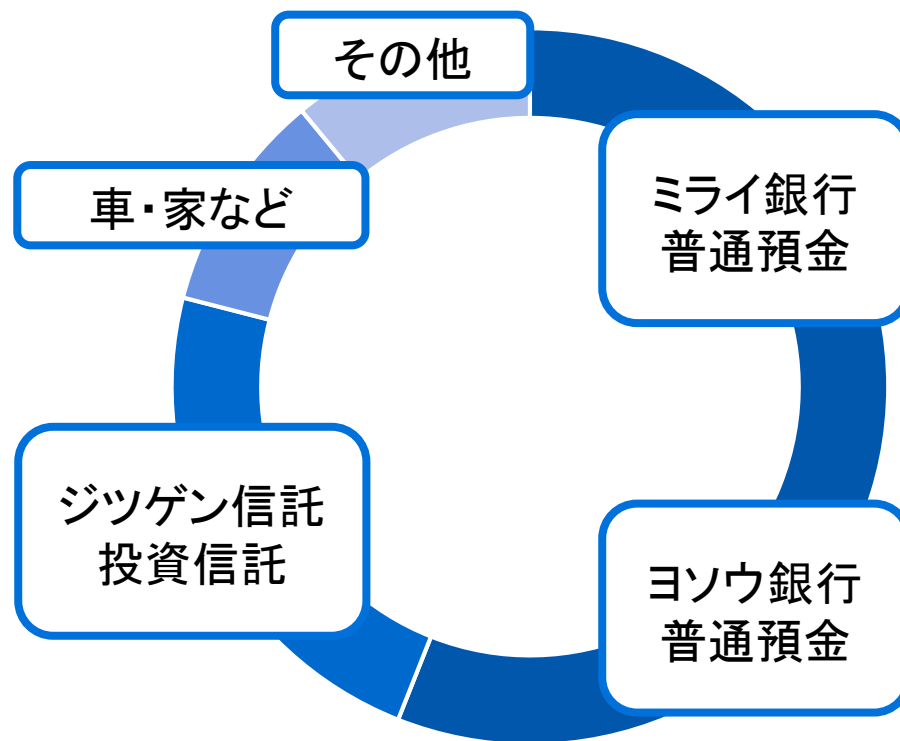 その他
車・家など
ミライ銀行
普通預金
ジツゲン信託
投資信託
ヨソウ銀行
普通預金